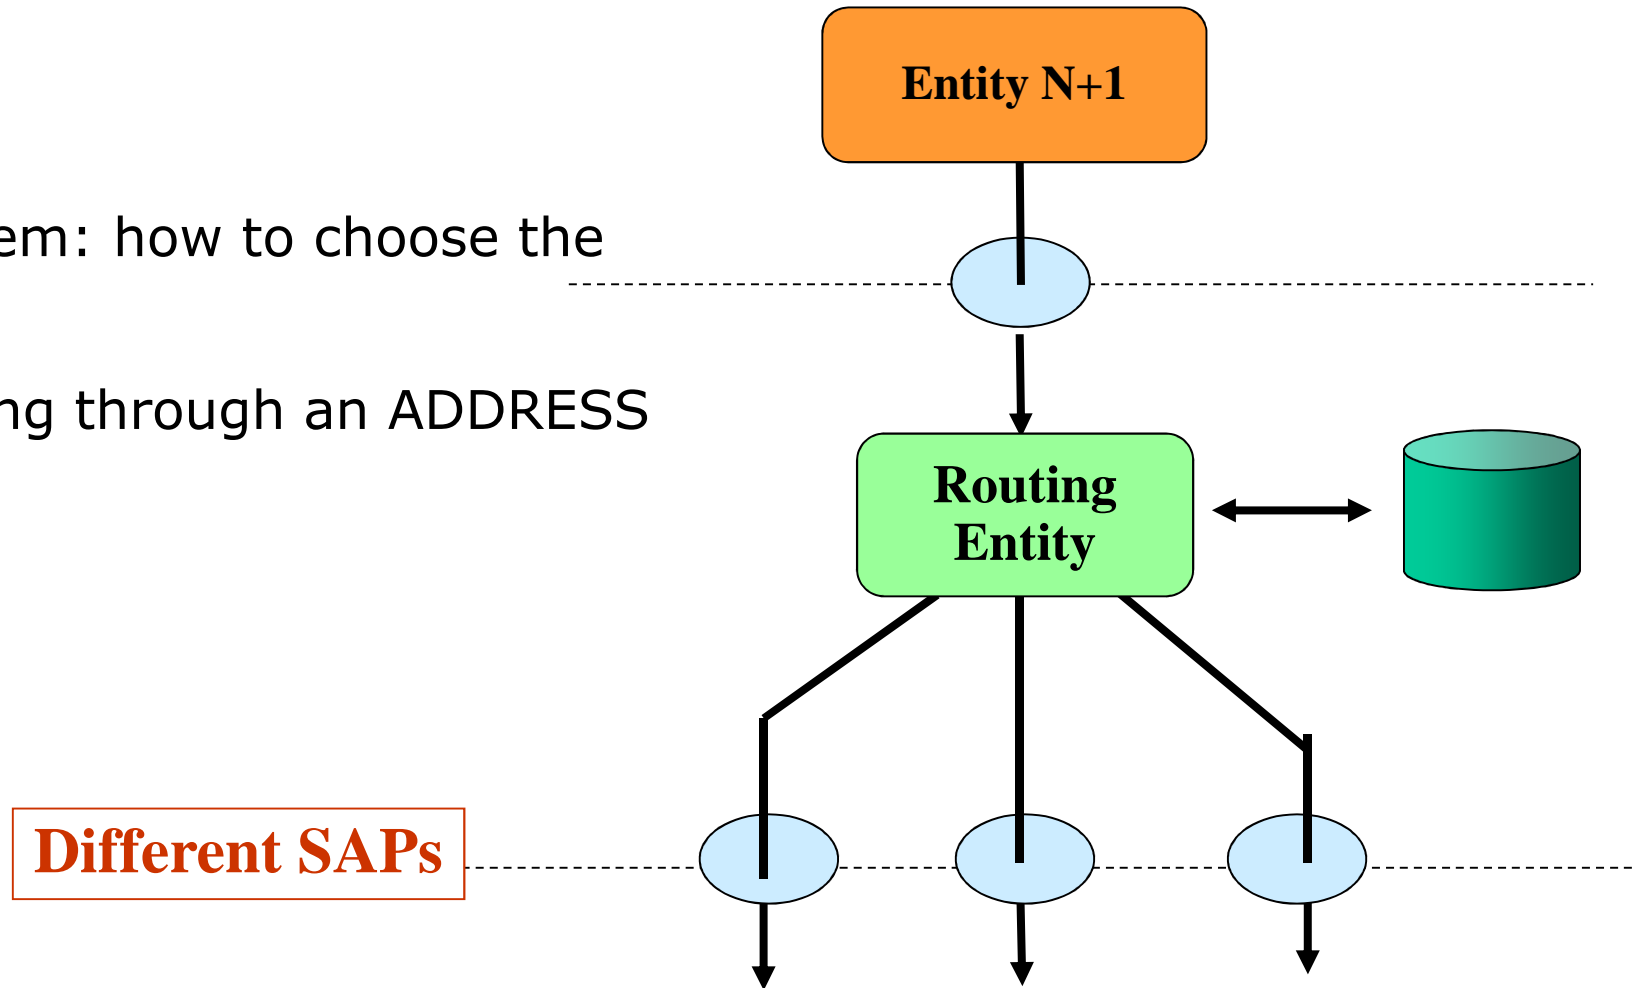 Entity N+1
em: how to choose the
ng through an ADDRESS
Routing
Entity
Different SAPs